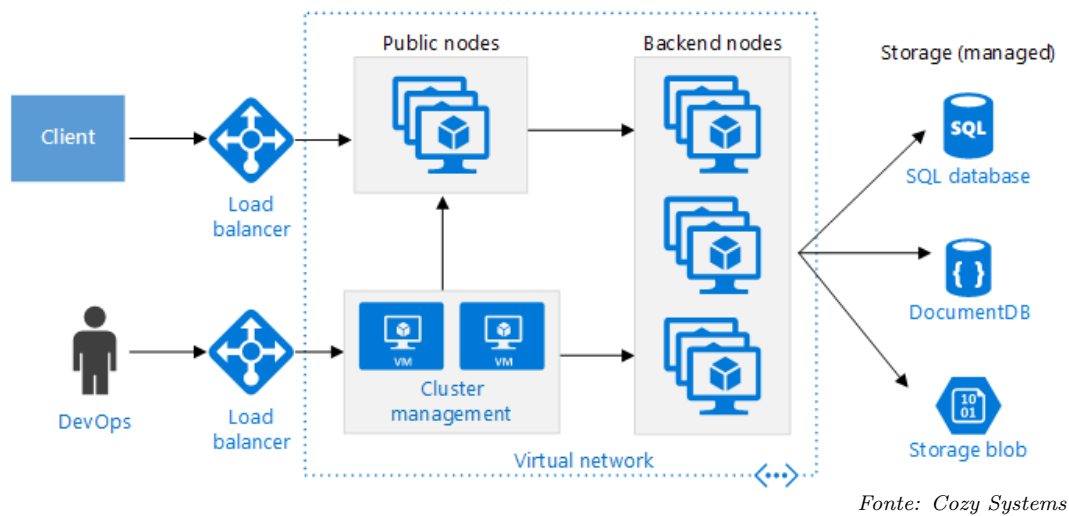 Public nodes
Backend nodes
Storage (managed)
Client
Load
balancer
SQL
SQL database
{ }
DocumentDB
DevOps
Load
balancer
VM
VM
Cluster
management
10
01
Storage blob
Virtual network
Fonte: Cozy Systems